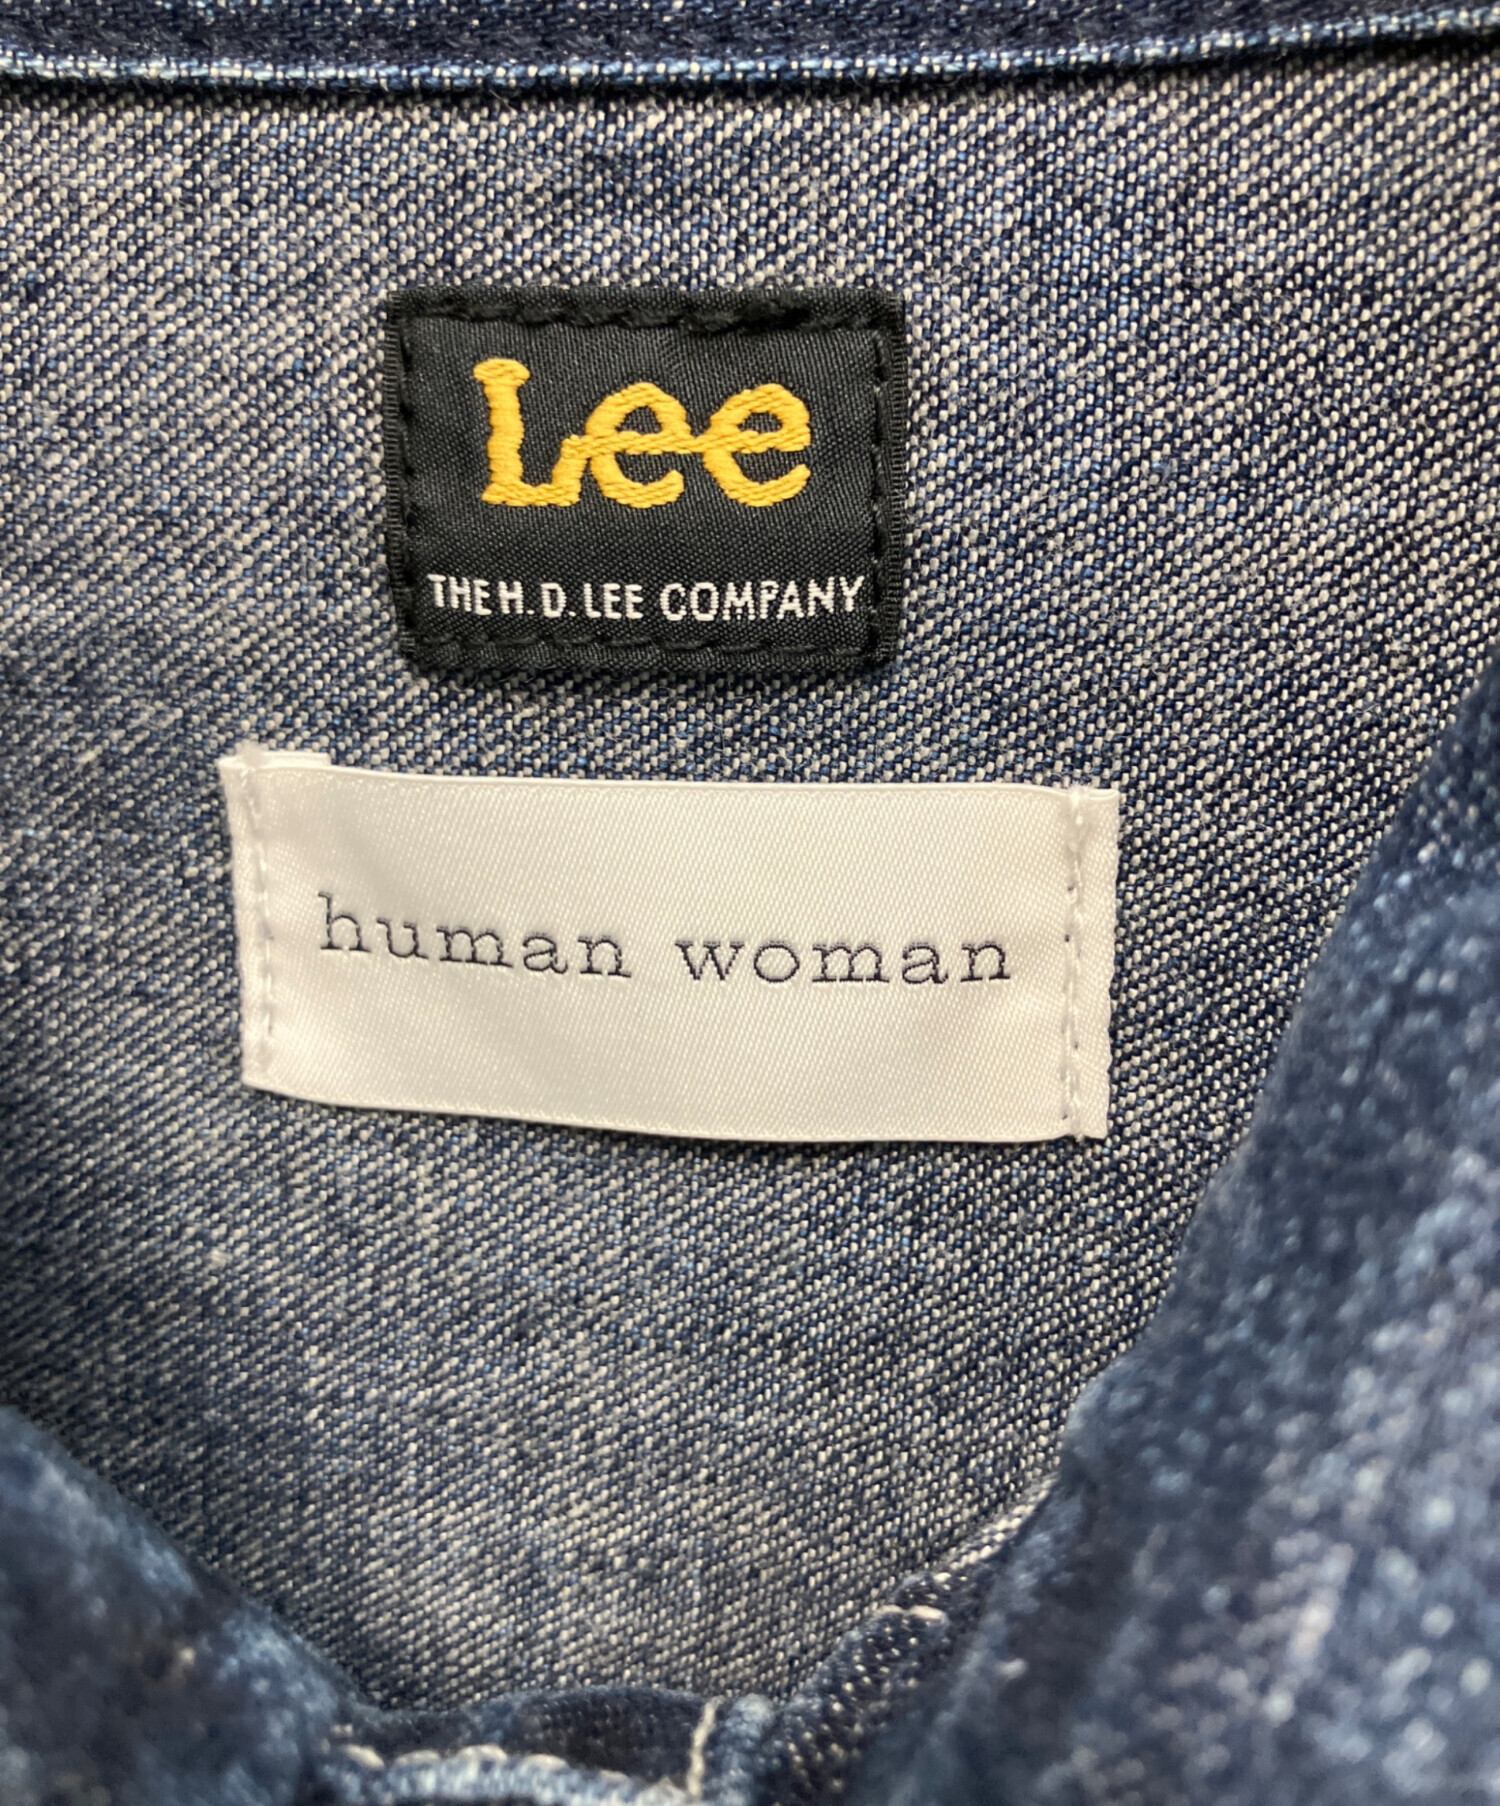 Lee
THE H. D. LEE COMPANY
human woman